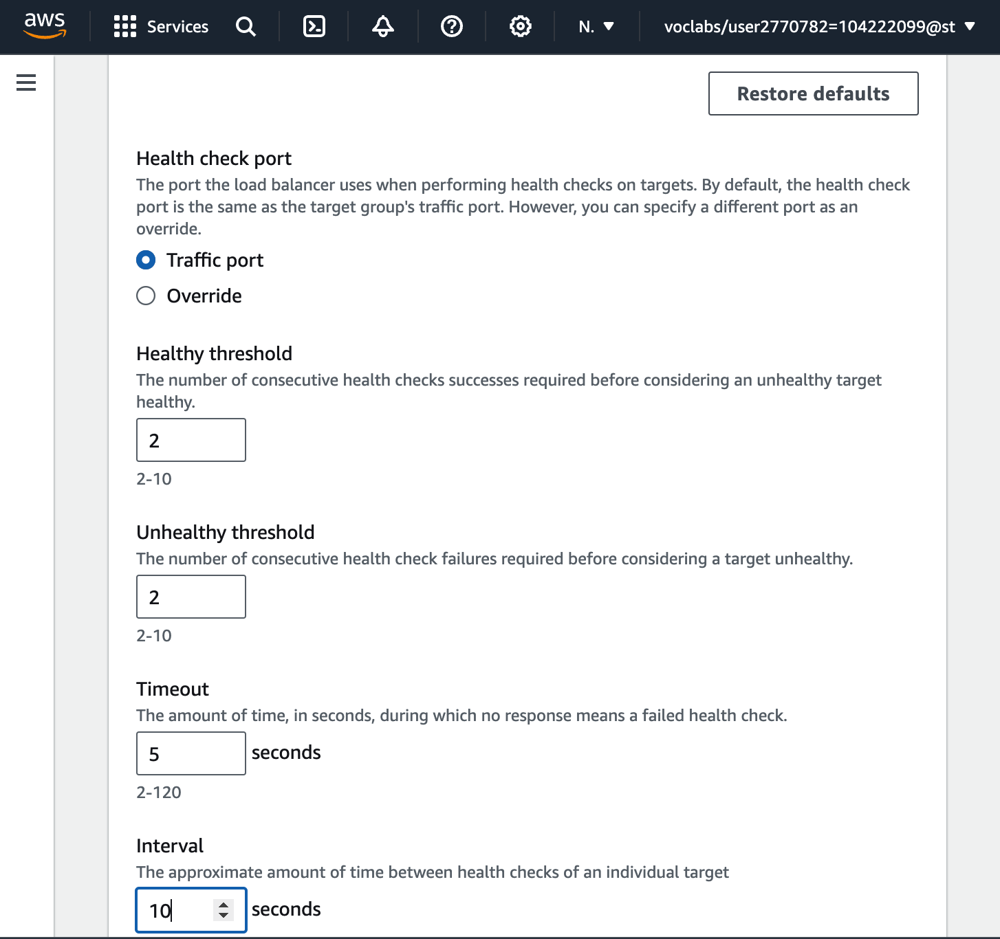 aws Services N. voclabs/user2770782=104222099@st
Restore defaults
Health check port
The port the load balancer uses when performing health checks on targets. By default, the health check
port is the same as the target group's traffic port. However, you can specify a different port as an
override.
Traffic port
Override
Healthy threshold
The number of consecutive health checks successes required before considering an unhealthy target
healthy.
2
2-10
Unhealthy threshold
The number of consecutive health check failures required before considering a target unhealthy.
2
2-10
Timeout
The amount of time, in seconds, during which no response means a failed health check.
5 seconds
2-120
Interval
The approximate amount of time between health checks of an individual target
10 seconds